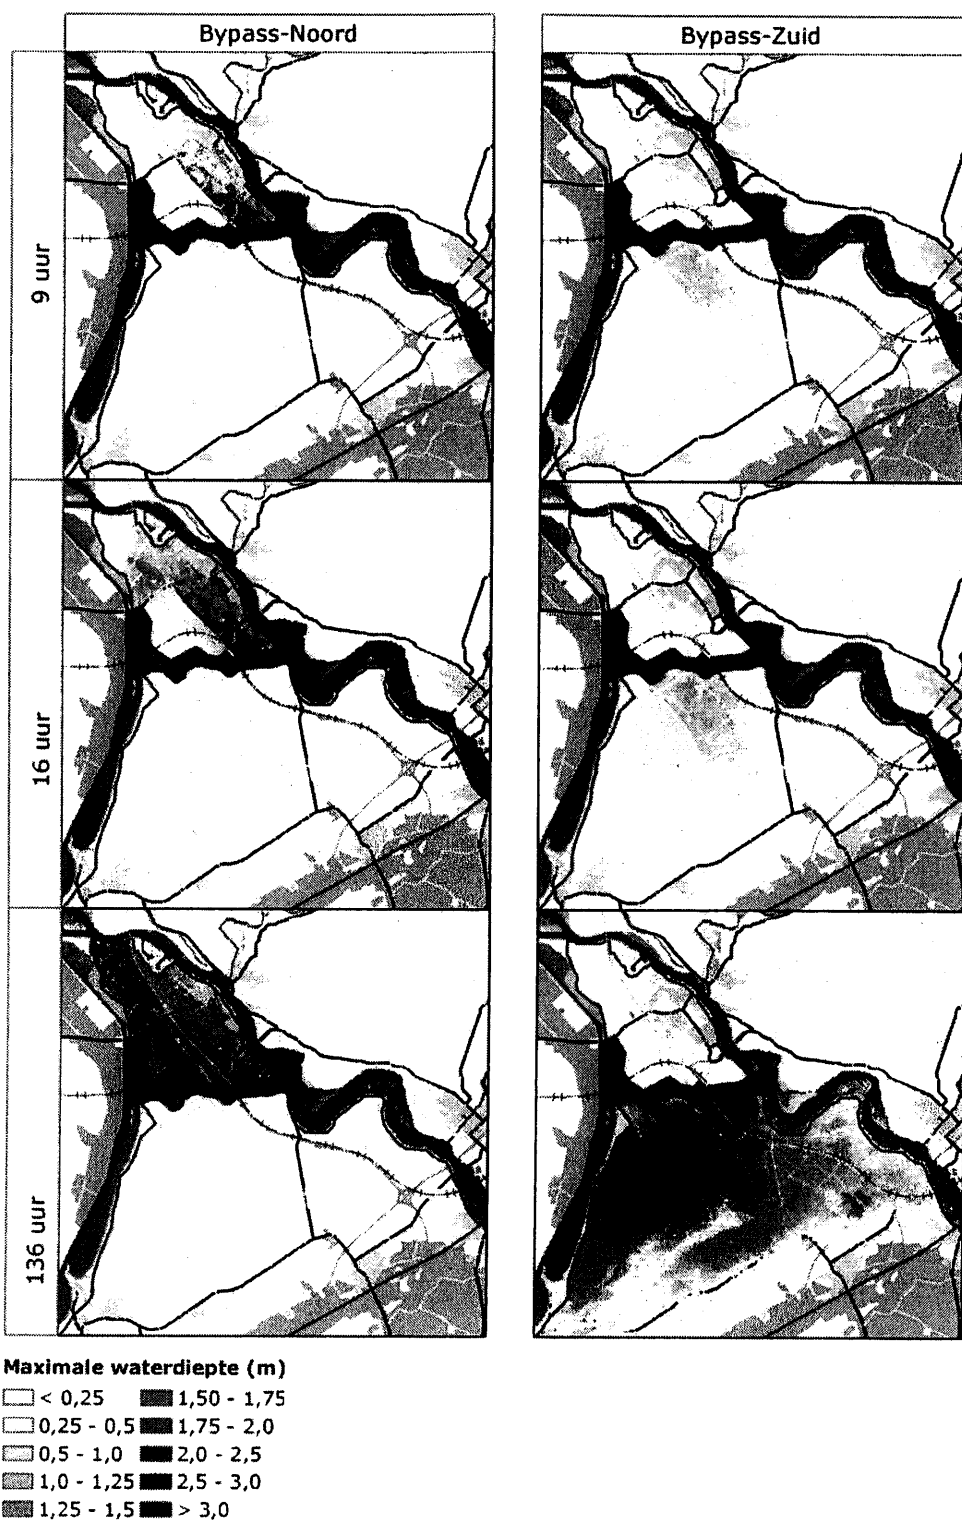 Bypass-Noord
Bypass-Zuid
9 uur
16 uur
136 uur
Maximale waterdiepte (m)
< 0,25
1,50 - 1,75
0,25 - 0,5
1,75 - 2,0
0,5 - 1,0
2,0 - 2,5
1,0 - 1,25
2,5 - 3,0
1,25 - 1,5
> 3,0